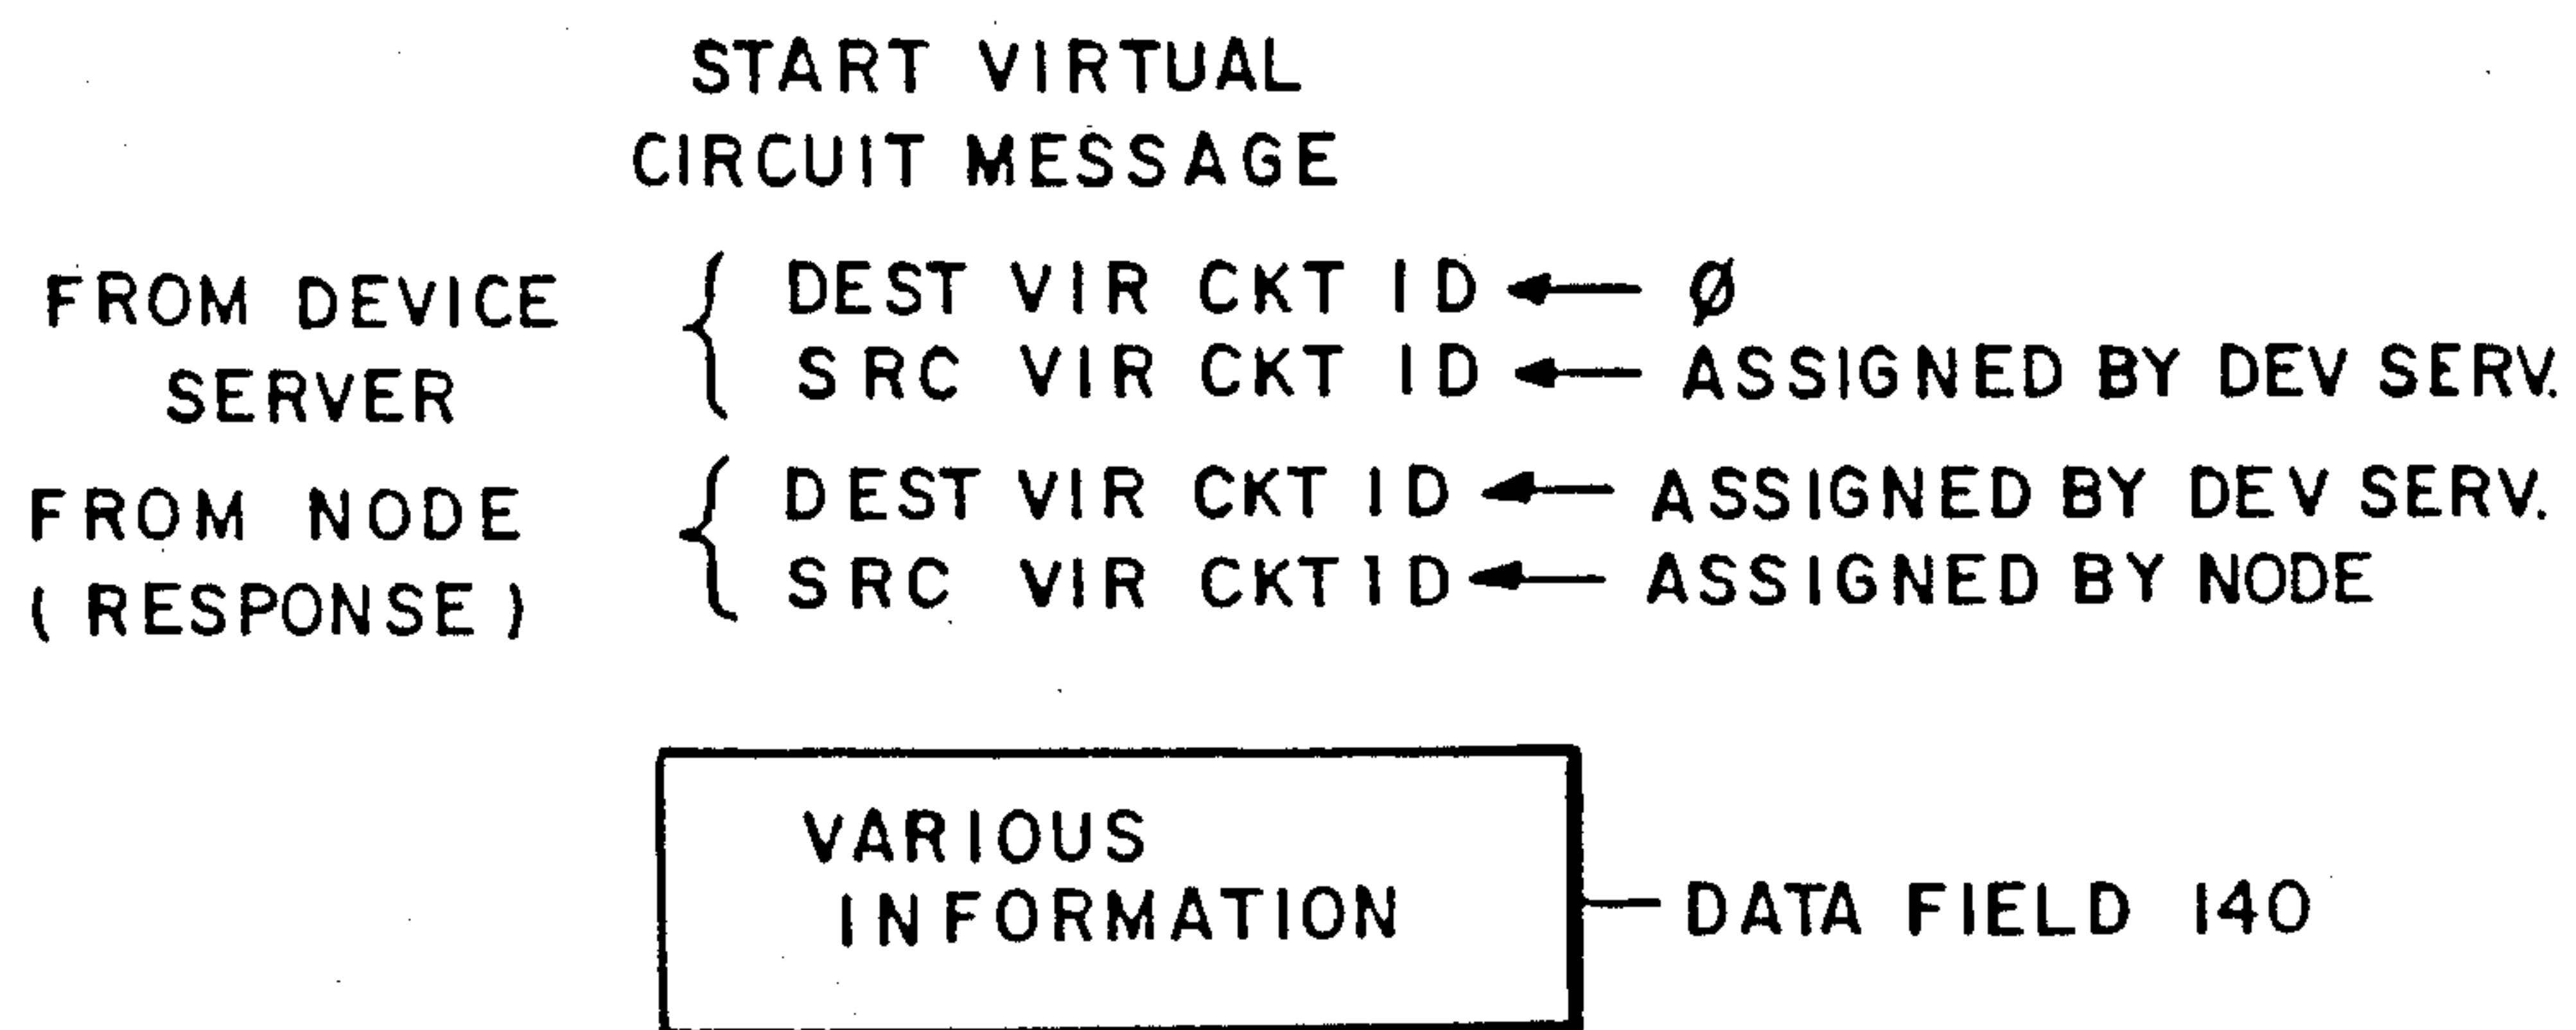 START VIRTUAL
CIRCUIT MESSAGE
FROM DEVICE
SERVER
DEST VIR CKT ID ← Ø
SRC VIR CKT ID ← ASSIGNED BY DEV SERV.
FROM NODE
(RESPONSE)
DEST VIR CKT ID ← ASSIGNED BY DEV SERV.
SRC VIR CKT ID ← ASSIGNED BY NODE
VARIOUS
INFORMATION
DATA FIELD 140